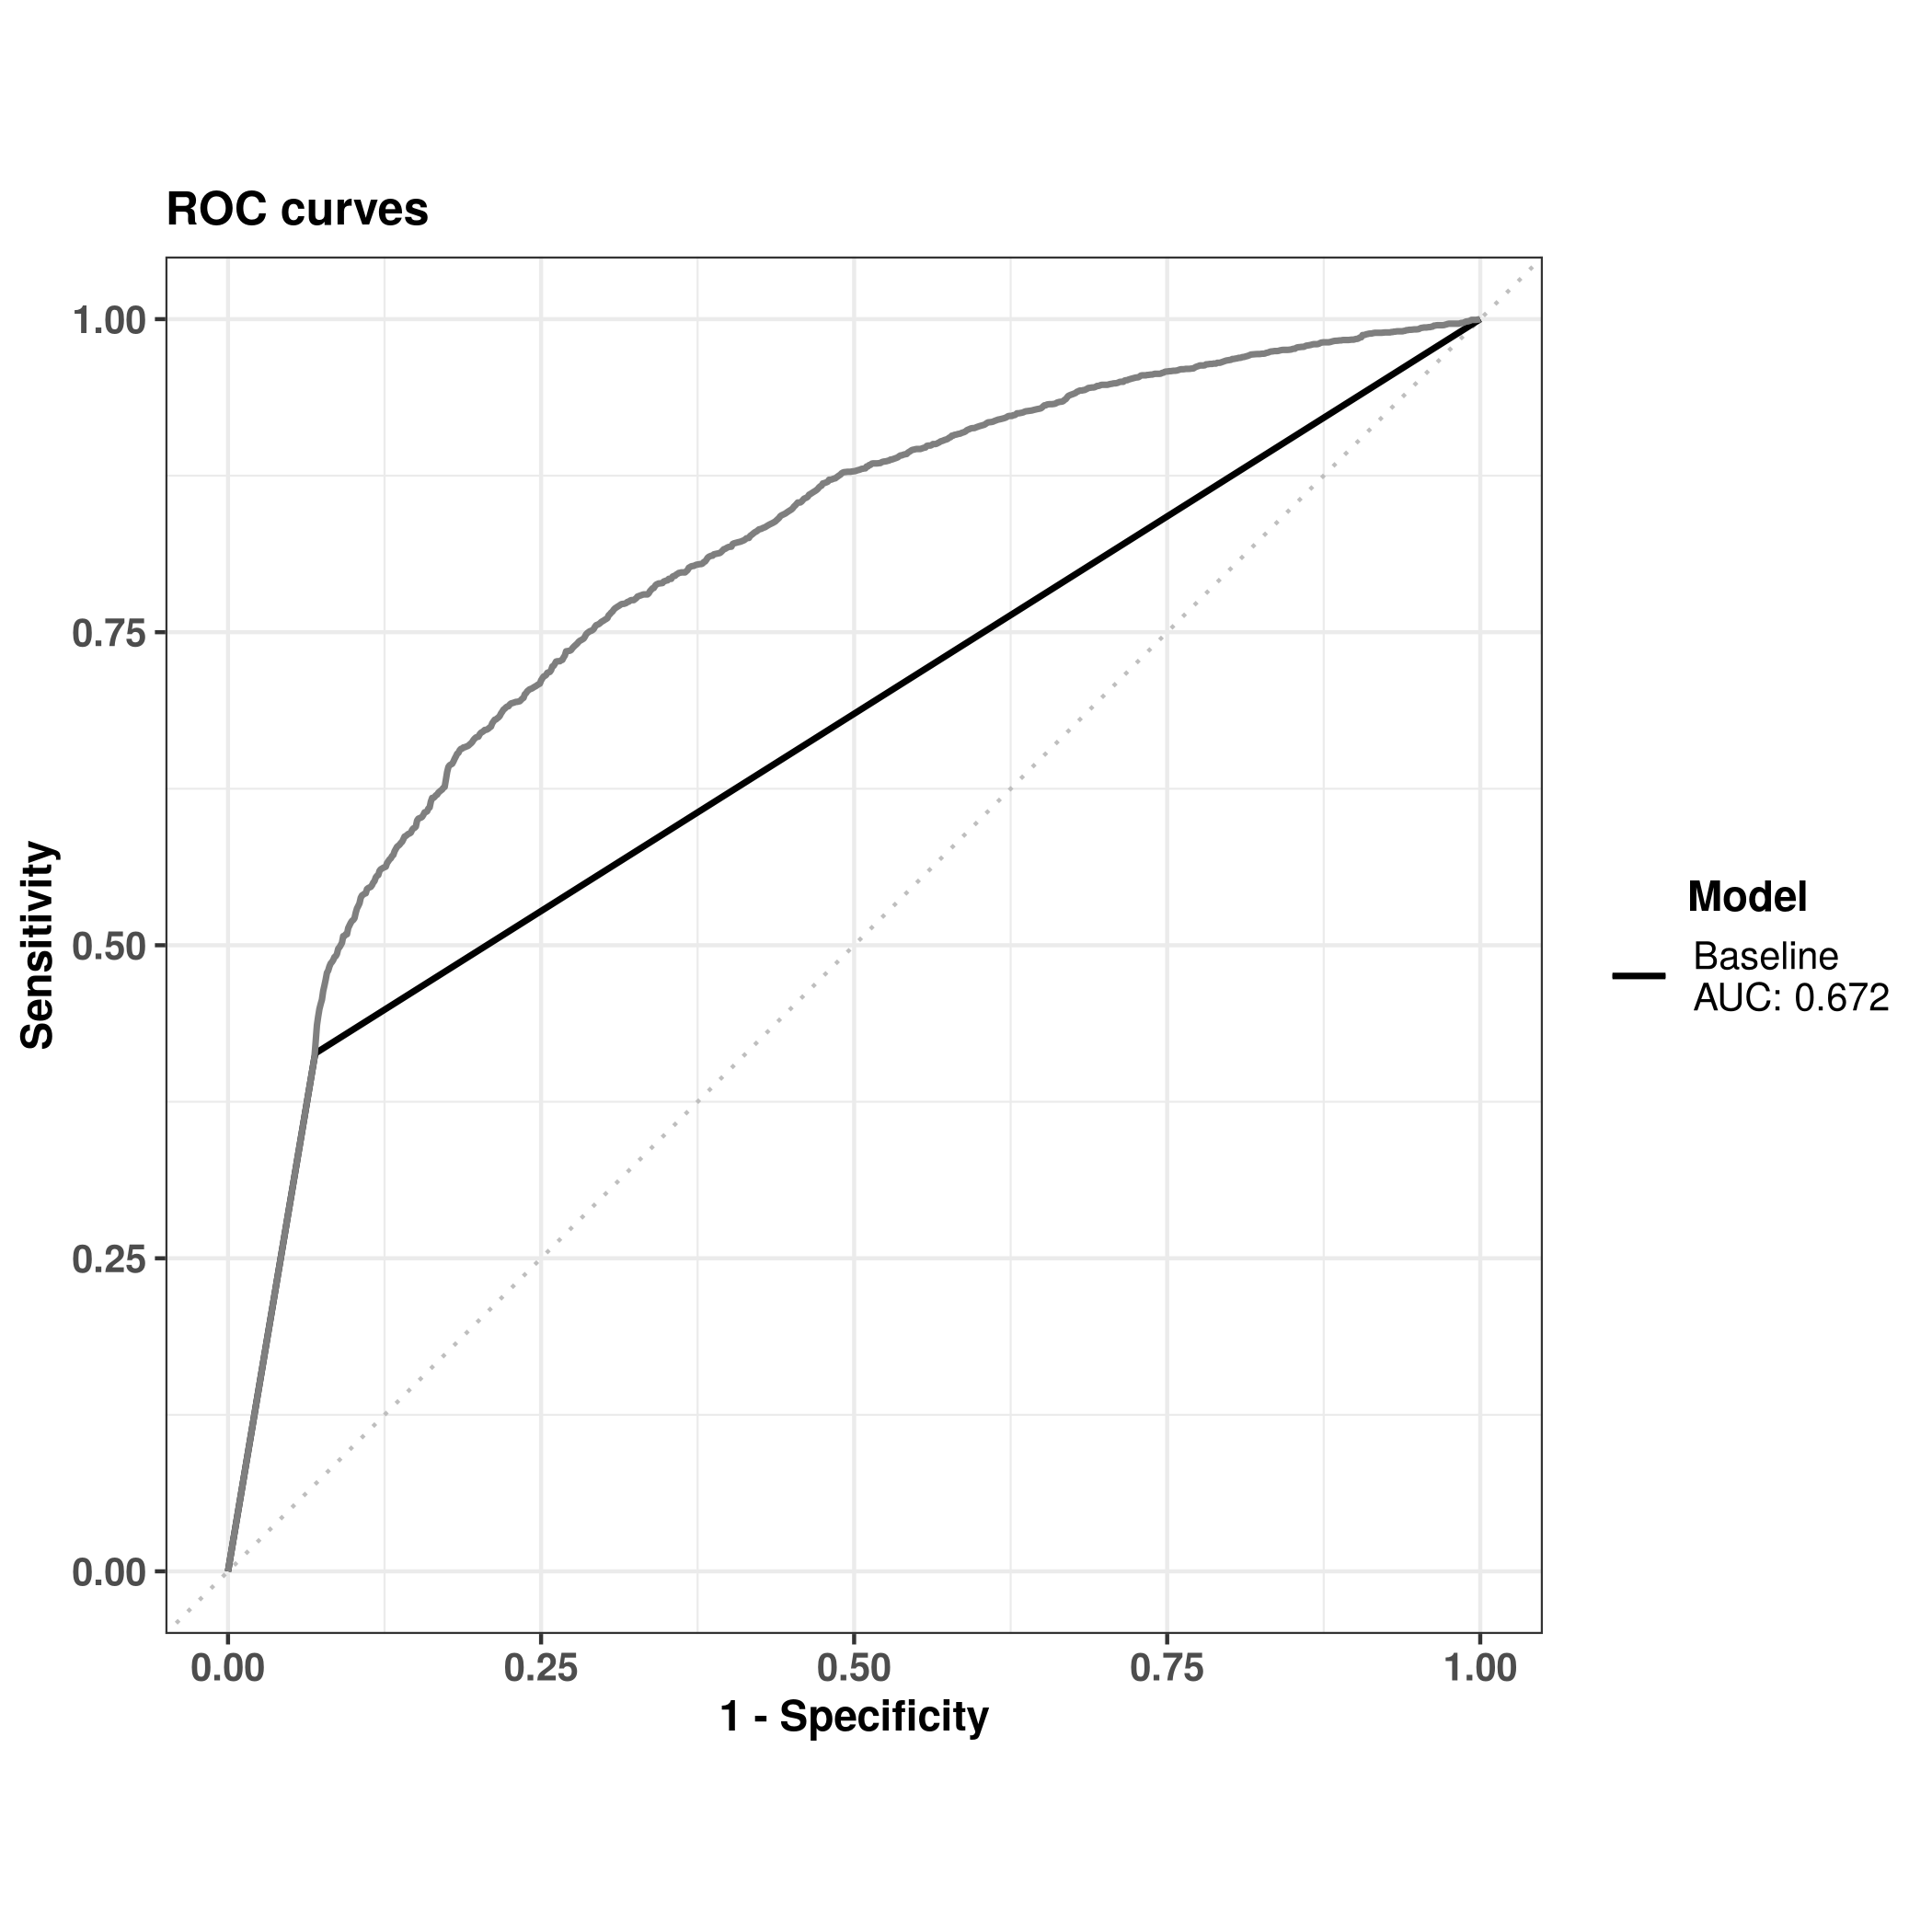 ROC curves
1.00
0.75
0.50
0.25
0.00
Sensitivity
0.00 0.25 0.50 0.75 1.00
1 - Specificity
Model
Baseline
AUC: 0.672